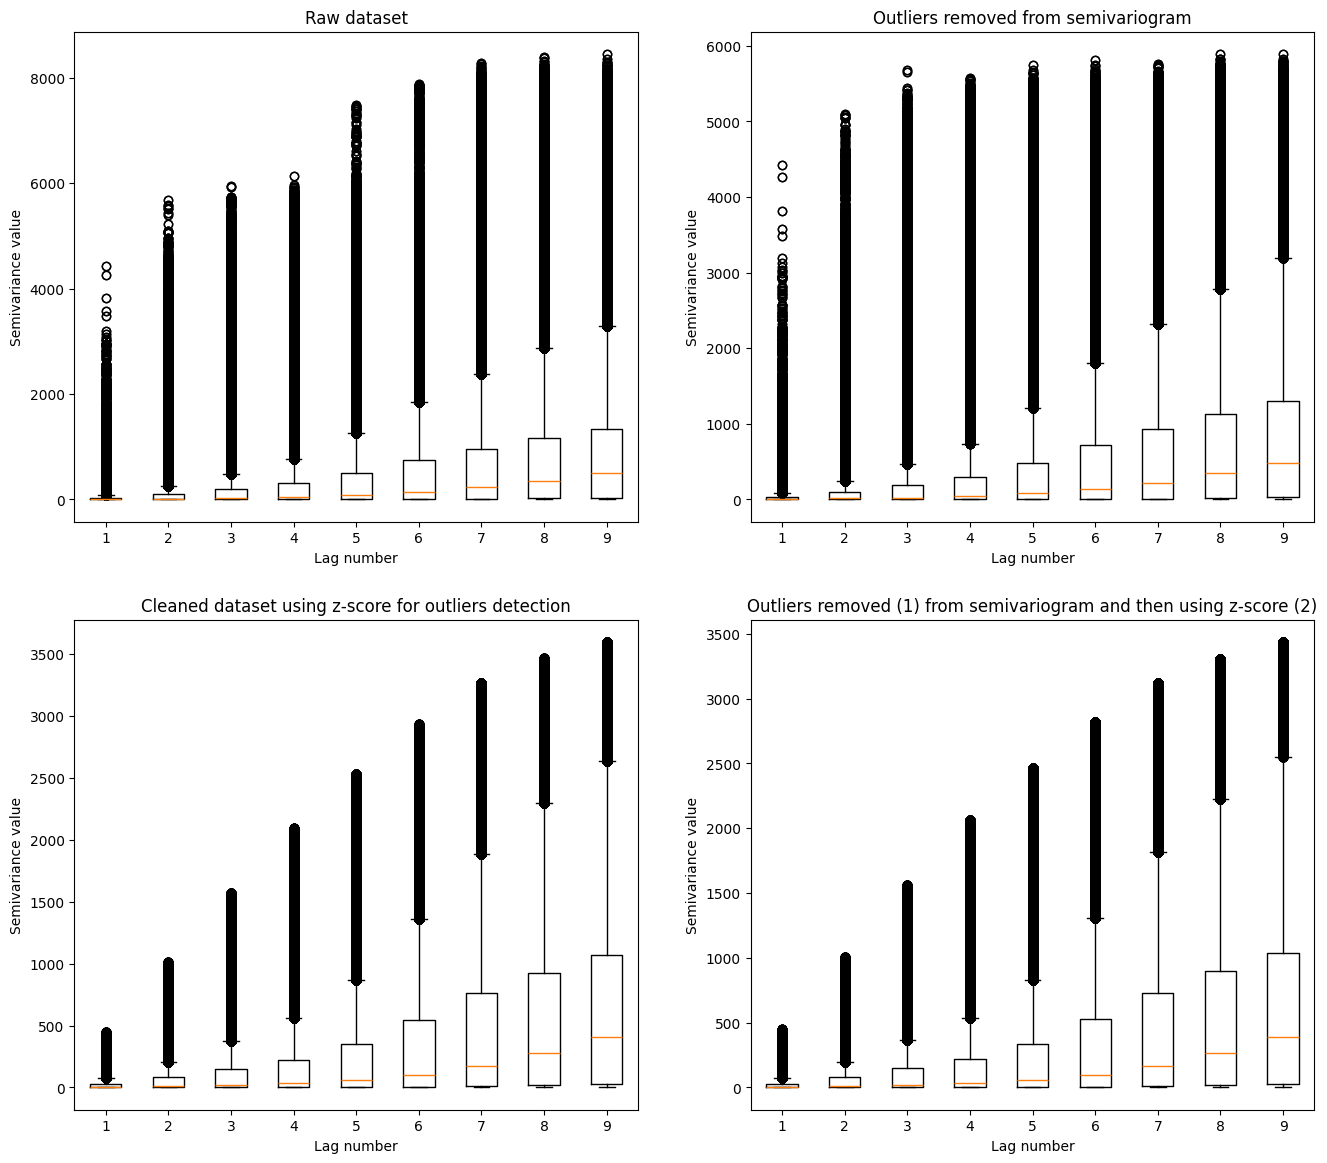 Raw dataset
Semivariance value
8000
6000
4000
2000
0
1 2 3 4 5 6 7 8 9
Lag number
Outliers removed from semivariogram
Semivariance value
6000
5000
4000
3000
2000
1000
0
1 2 3 4 5 6 7 8 9
Lag number
Cleaned dataset using z-score for outliers detection
Semivariance value
3500
3000
2500
2000
1500
1000
500
0
1 2 3 4 5 6 7 8 9
Lag number
Outliers removed (1) from semivariogram and then using z-score (2)
Semivariance value
3500
3000
2500
2000
1500
1000
500
0
1 2 3 4 5 6 7 8 9
Lag number